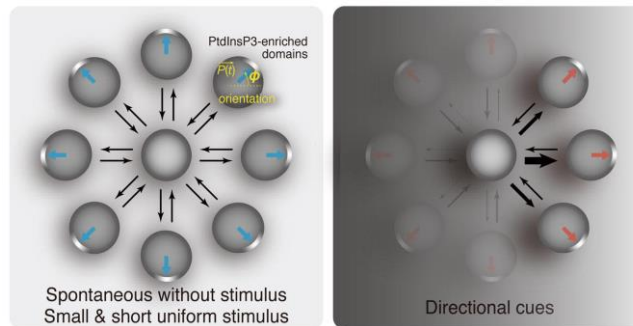 PtdInsP3-enriched
domains
P(t)
ϕ
orientation
Spontaneous without stimulus
Small & short uniform stimulus
Directional cues